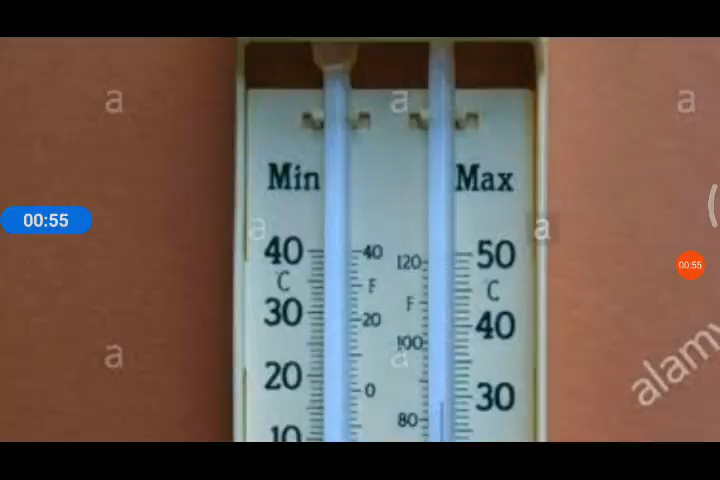 a a a
Min Max
00:55
a a
40 40 120 50
C F F C
00:55
30 20 100 40
a a alamy
20 0 30
80
10